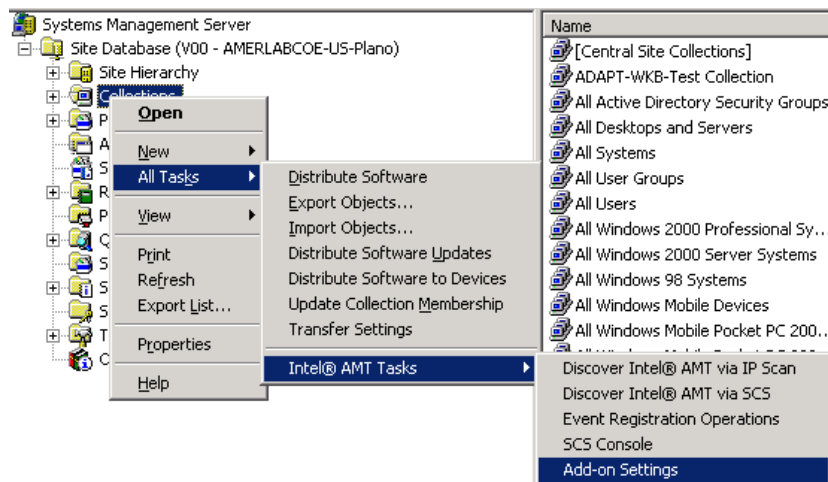 Systems Management Server
Site Database (V00 - AMERLABCOE-US-Plano)
Site Hierarchy
Collections
P
A
S
R
P
Q
S
S
S
T
C
Open
New
All Tasks
View
Print
Refresh
Export List...
Properties
Help
Distribute Software
Export Objects...
Import Objects...
Distribute Software Updates
Distribute Software to Devices
Update Collection Membership
Transfer Settings
Intel® AMT Tasks
Discover Intel® AMT via IP Scan
Discover Intel® AMT via SCS
Event Registration Operations
SCS Console
Add-on Settings
Name
[Central Site Collections]
ADAPT-WKB-Test Collection
All Active Directory Security Groups
All Desktops and Servers
All Systems
All User Groups
All Users
All Windows 2000 Professional Sy...
All Windows 2000 Server Systems
All Windows 98 Systems
All Windows Mobile Devices
All Windows Mobile Pocket PC 200...